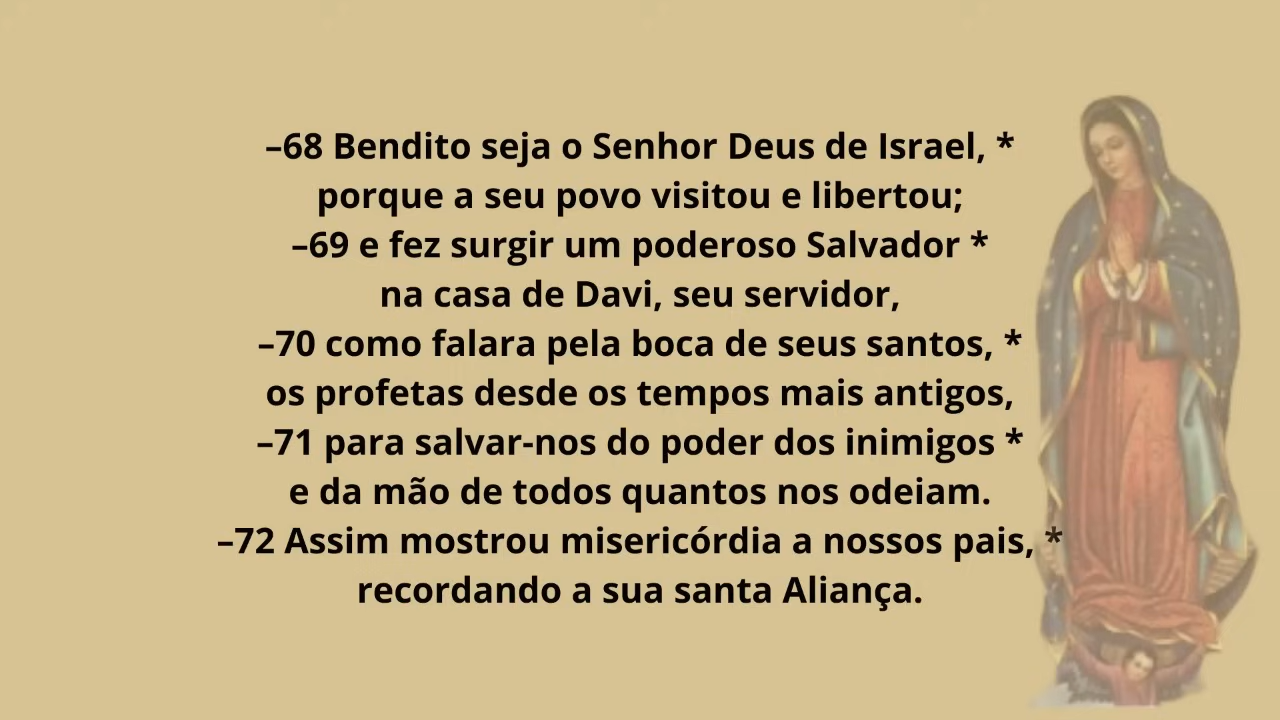 –68 Bendito seja o Senhor Deus de Israel, *
porque a seu povo visitou e libertou;
–69 e fez surgir um poderoso Salvador *
na casa de Davi, seu servidor,
–70 como falara pela boca de seus santos, *
os profetas desde os tempos mais antigos,
–71 para salvar-nos do poder dos inimigos *
e da mão de todos quantos nos odeiam.
–72 Assim mostrou misericórdia a nossos pais, *
recordando a sua santa Aliança.